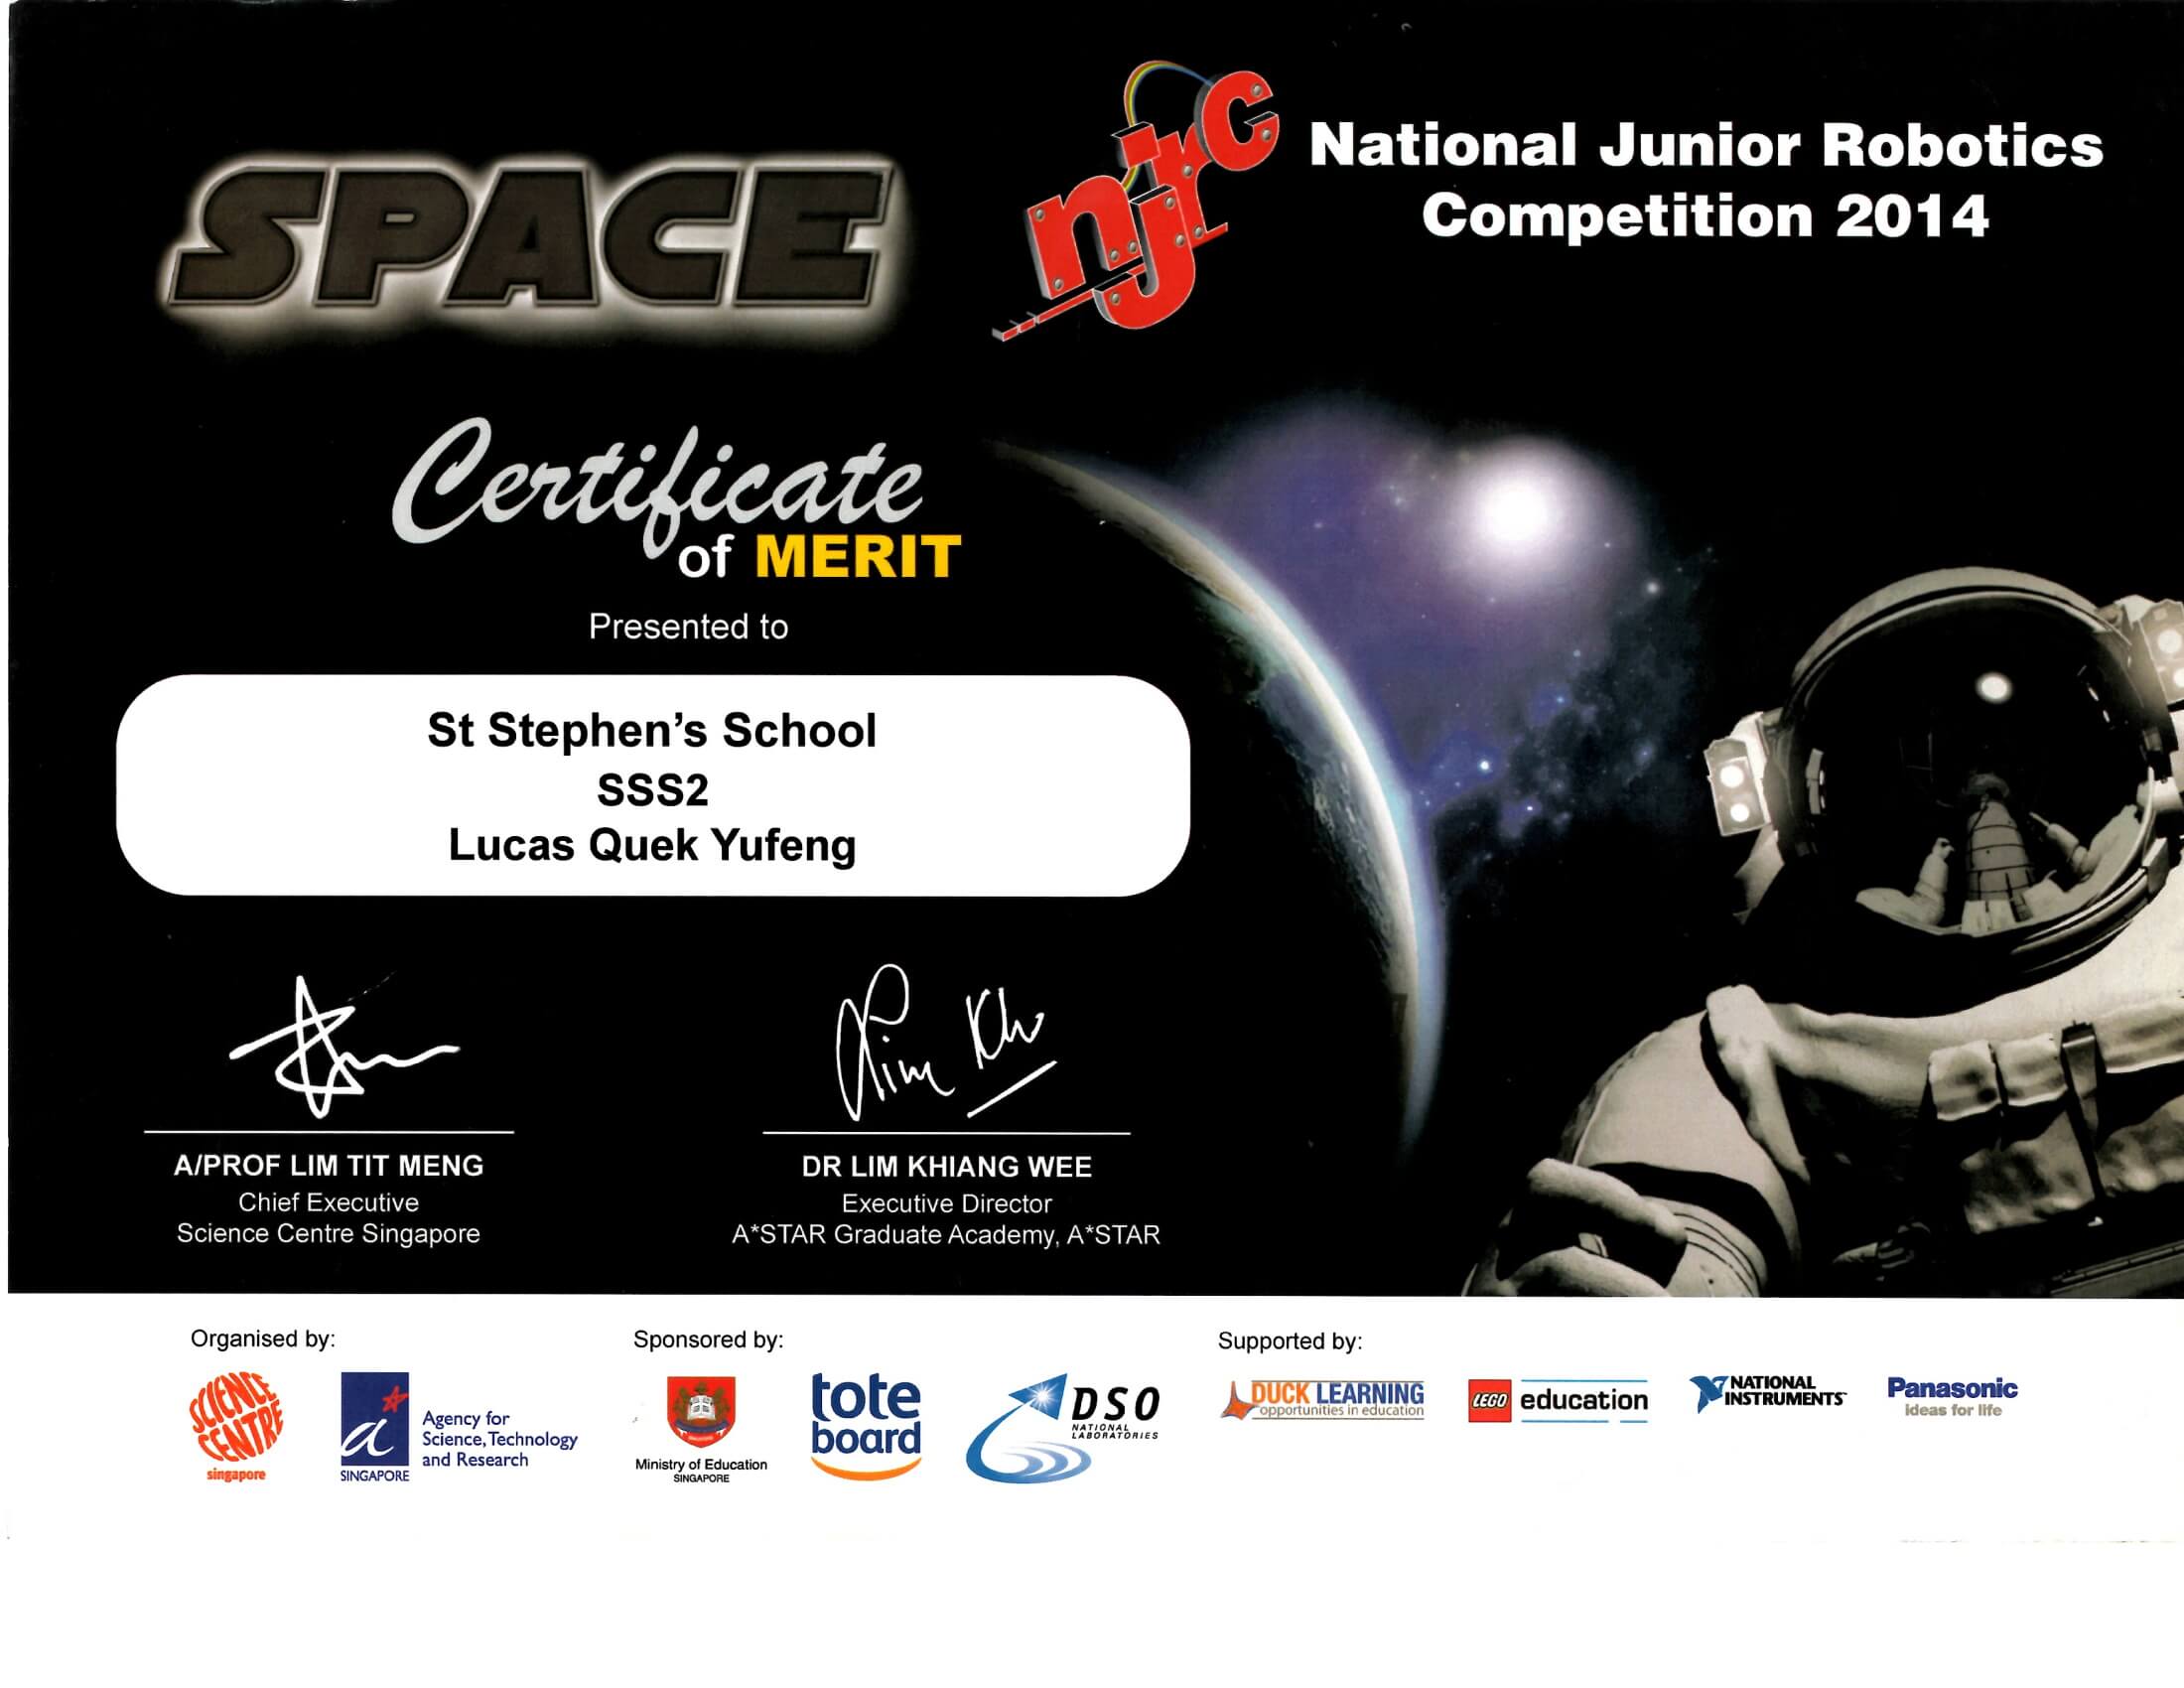 SPACE
njrc
National Junior Robotics
Competition 2014
Certificate
of MERIT
Presented to
St Stephen's School
SSS2
Lucas Quek Yufeng
Lim Kh
A/PROF LIM TIT MENG
Chief Executive
Science Centre Singapore
DR LIM KHIANG WEE
Executive Director
A*STAR Graduate Academy, A*STAR
Organised by:
SCIENCE
CENTRE
singapore
a
SINGAPORE
Agency for
Science, Technology
and Research
Sponsored by:
Ministry of Education
SINGAPORE
tote
board
DSO
NATIONAL
LABORATORIES
Supported by:
DUCK LEARNING
opportunities in education
LEGO education
NATIONAL
INSTRUMENTS
Panasonic
ideas for life